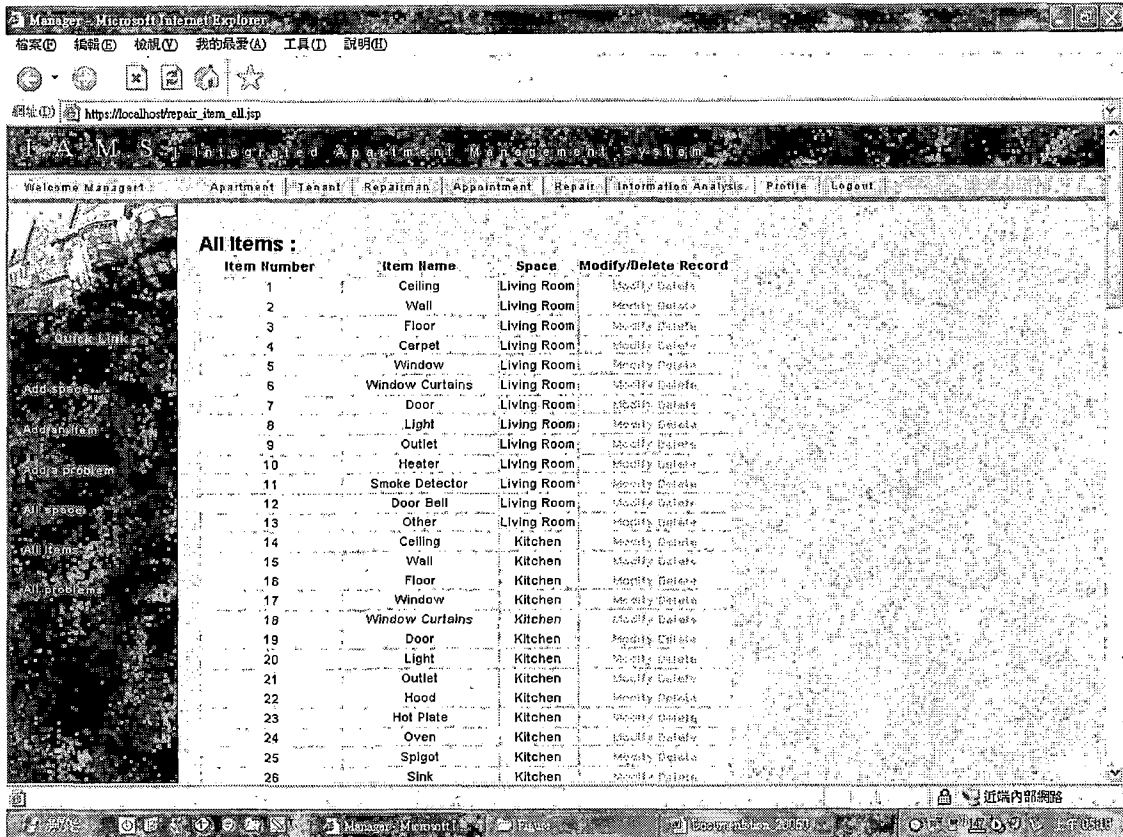 Manager - Microsoft Internet Explorer
檔案(F) 編輯(E) 檢視(V) 我的最愛(A) 工具(T) 說明(H)
網址(D) https://localhost/repair_item_all.jsp
I A M S | Integrated Apartment Management System
Welcome Manager1 Apartment | Tenant | Repairman | Appointment | Repair | Information Analysis | Profile | Logout
Quick Link
Add space
Add an item
Add a problem
All space
All items
All problems
All Items :
Item Number Item Name Space Modify/Delete Record
1 Ceiling Living Room Modify Delete
2 Wall Living Room Modify Delete
3 Floor Living Room Modify Delete
4 Carpet Living Room Modify Delete
5 Window Living Room Modify Delete
6 Window Curtains Living Room Modify Delete
7 Door Living Room Modify Delete
8 Light Living Room Modify Delete
9 Outlet Living Room Modify Delete
10 Heater Living Room Modify Delete
11 Smoke Detector Living Room Modify Delete
12 Door Bell Living Room Modify Delete
13 Other Living Room Modify Delete
14 Ceiling Kitchen Modify Delete
15 Wall Kitchen Modify Delete
16 Floor Kitchen Modify Delete
17 Window Kitchen Modify Delete
18 Window Curtains Kitchen Modify Delete
19 Door Kitchen Modify Delete
20 Light Kitchen Modify Delete
21 Outlet Kitchen Modify Delete
22 Hood Kitchen Modify Delete
23 Hot Plate Kitchen Modify Delete
24 Oven Kitchen Modify Delete
25 Spigot Kitchen Modify Delete
26 Sink Kitchen Modify Delete
近端內部網路
Manager - Microsoft I... Figure